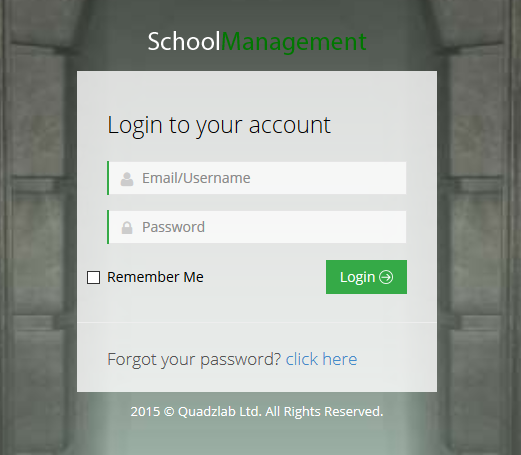 SchoolManagement
Login to your account
Email/Username
Password
Remember Me
Login
Forgot your password? click here
2015 © Quadzlab Ltd. All Rights Reserved.